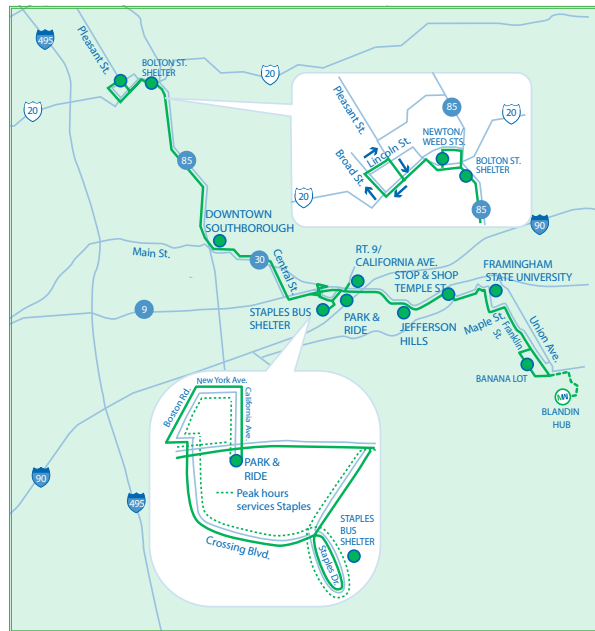 495
Pleasant St.
BOLTON ST.
SHELTER
20
20
85
Pleasant St.
85
20
NEWTON/
WEED STS.
Lincoln St.
Broad St.
BOLTON ST.
SHELTER
20
85
90
DOWNTOWN
SOUTHBOROUGH
Main St.
30
Central St.
RT. 9/
CALIFORNIA AVE.
STOP & SHOP
TEMPLE ST.
FRAMINGHAM
STATE UNIVERSITY
9
STAPLES BUS
SHELTER
PARK &
RIDE
JEFFERSON
HILLS
Maple St.
Franklin
St.
Union Ave.
BANANA LOT
BLANDIN
HUB
New York Ave.
Boston Rd.
California Ave.
PARK &
RIDE
Peak hours
services Staples
STAPLES
BUS
SHELTER
Crossing Blvd.
Staples Dr.
90
495